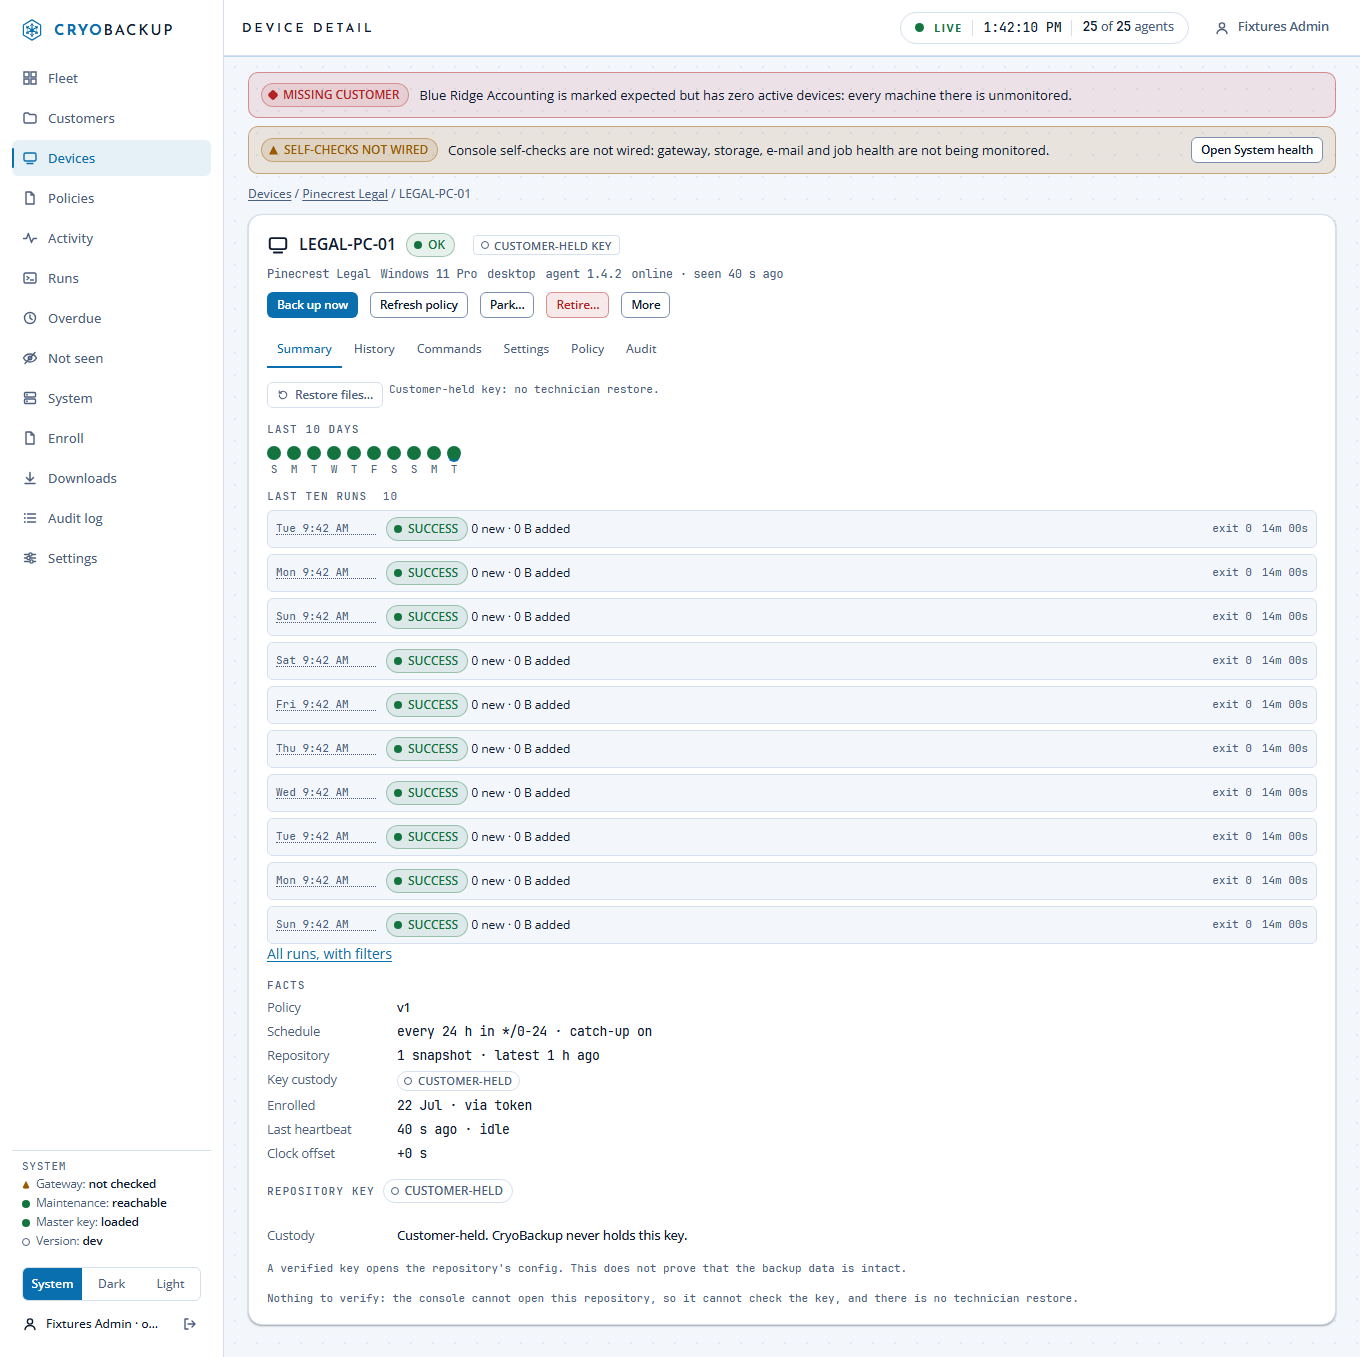 CRYOBACKUP
DEVICE DETAIL
LIVE 1:42:10 PM 25 of 25 agents
Fixtures Admin
Fleet
Customers
Devices
Policies
Activity
Runs
Overdue
Not seen
System
Enroll
Downloads
Audit log
Settings
MISSING CUSTOMER Blue Ridge Accounting is marked expected but has zero active devices: every machine there is unmonitored.
SELF-CHECKS NOT WIRED Console self-checks are not wired: gateway, storage, e-mail and job health are not being monitored. Open System health
Devices / Pinecrest Legal / LEGAL-PC-01
LEGAL-PC-01 OK CUSTOMER-HELD KEY
Pinecrest Legal Windows 11 Pro desktop agent 1.4.2 online · seen 40 s ago
Back up now Refresh policy Park... Retire... More
Summary History Commands Settings Policy Audit
Restore files... Customer-held key: no technician restore.
LAST 10 DAYS
S M T W T F S S M T
LAST TEN RUNS 10
Tue 9:42 AM SUCCESS 0 new · 0 B added exit 0 14m 00s
Mon 9:42 AM SUCCESS 0 new · 0 B added exit 0 14m 00s
Sun 9:42 AM SUCCESS 0 new · 0 B added exit 0 14m 00s
Sat 9:42 AM SUCCESS 0 new · 0 B added exit 0 14m 00s
Fri 9:42 AM SUCCESS 0 new · 0 B added exit 0 14m 00s
Thu 9:42 AM SUCCESS 0 new · 0 B added exit 0 14m 00s
Wed 9:42 AM SUCCESS 0 new · 0 B added exit 0 14m 00s
Tue 9:42 AM SUCCESS 0 new · 0 B added exit 0 14m 00s
Mon 9:42 AM SUCCESS 0 new · 0 B added exit 0 14m 00s
Sun 9:42 AM SUCCESS 0 new · 0 B added exit 0 14m 00s
All runs, with filters
FACTS
Policy v1
Schedule every 24 h in */0-24 · catch-up on
Repository 1 snapshot · latest 1 h ago
Key custody CUSTOMER-HELD
Enrolled 22 Jul · via token
Last heartbeat 40 s ago · idle
Clock offset +0 s
REPOSITORY KEY CUSTOMER-HELD
Custody Customer-held. CryoBackup never holds this key.
A verified key opens the repository's config. This does not prove that the backup data is intact.
Nothing to verify: the console cannot open this repository, so it cannot check the key, and there is no technician restore.
SYSTEM
Gateway: not checked
Maintenance: reachable
Master key: loaded
Version: dev
System Dark Light
Fixtures Admin · o...